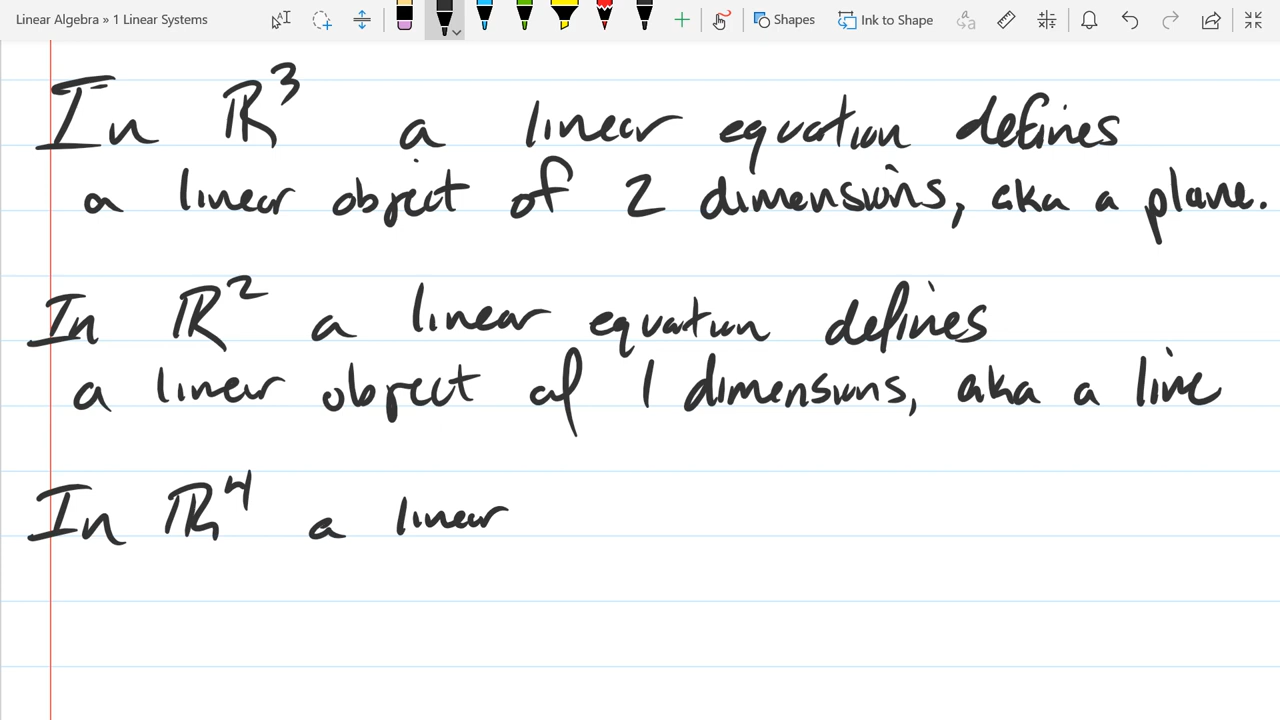 Linear Algebra » 1 Linear Systems
Shapes
Ink to Shape
In ℝ³ a linear equation defines
a linear object of 2 dimensions, aka a plane.
In ℝ² a linear equation defines
a linear object of 1 dimensions, aka a line
In ℝ⁴ a linear